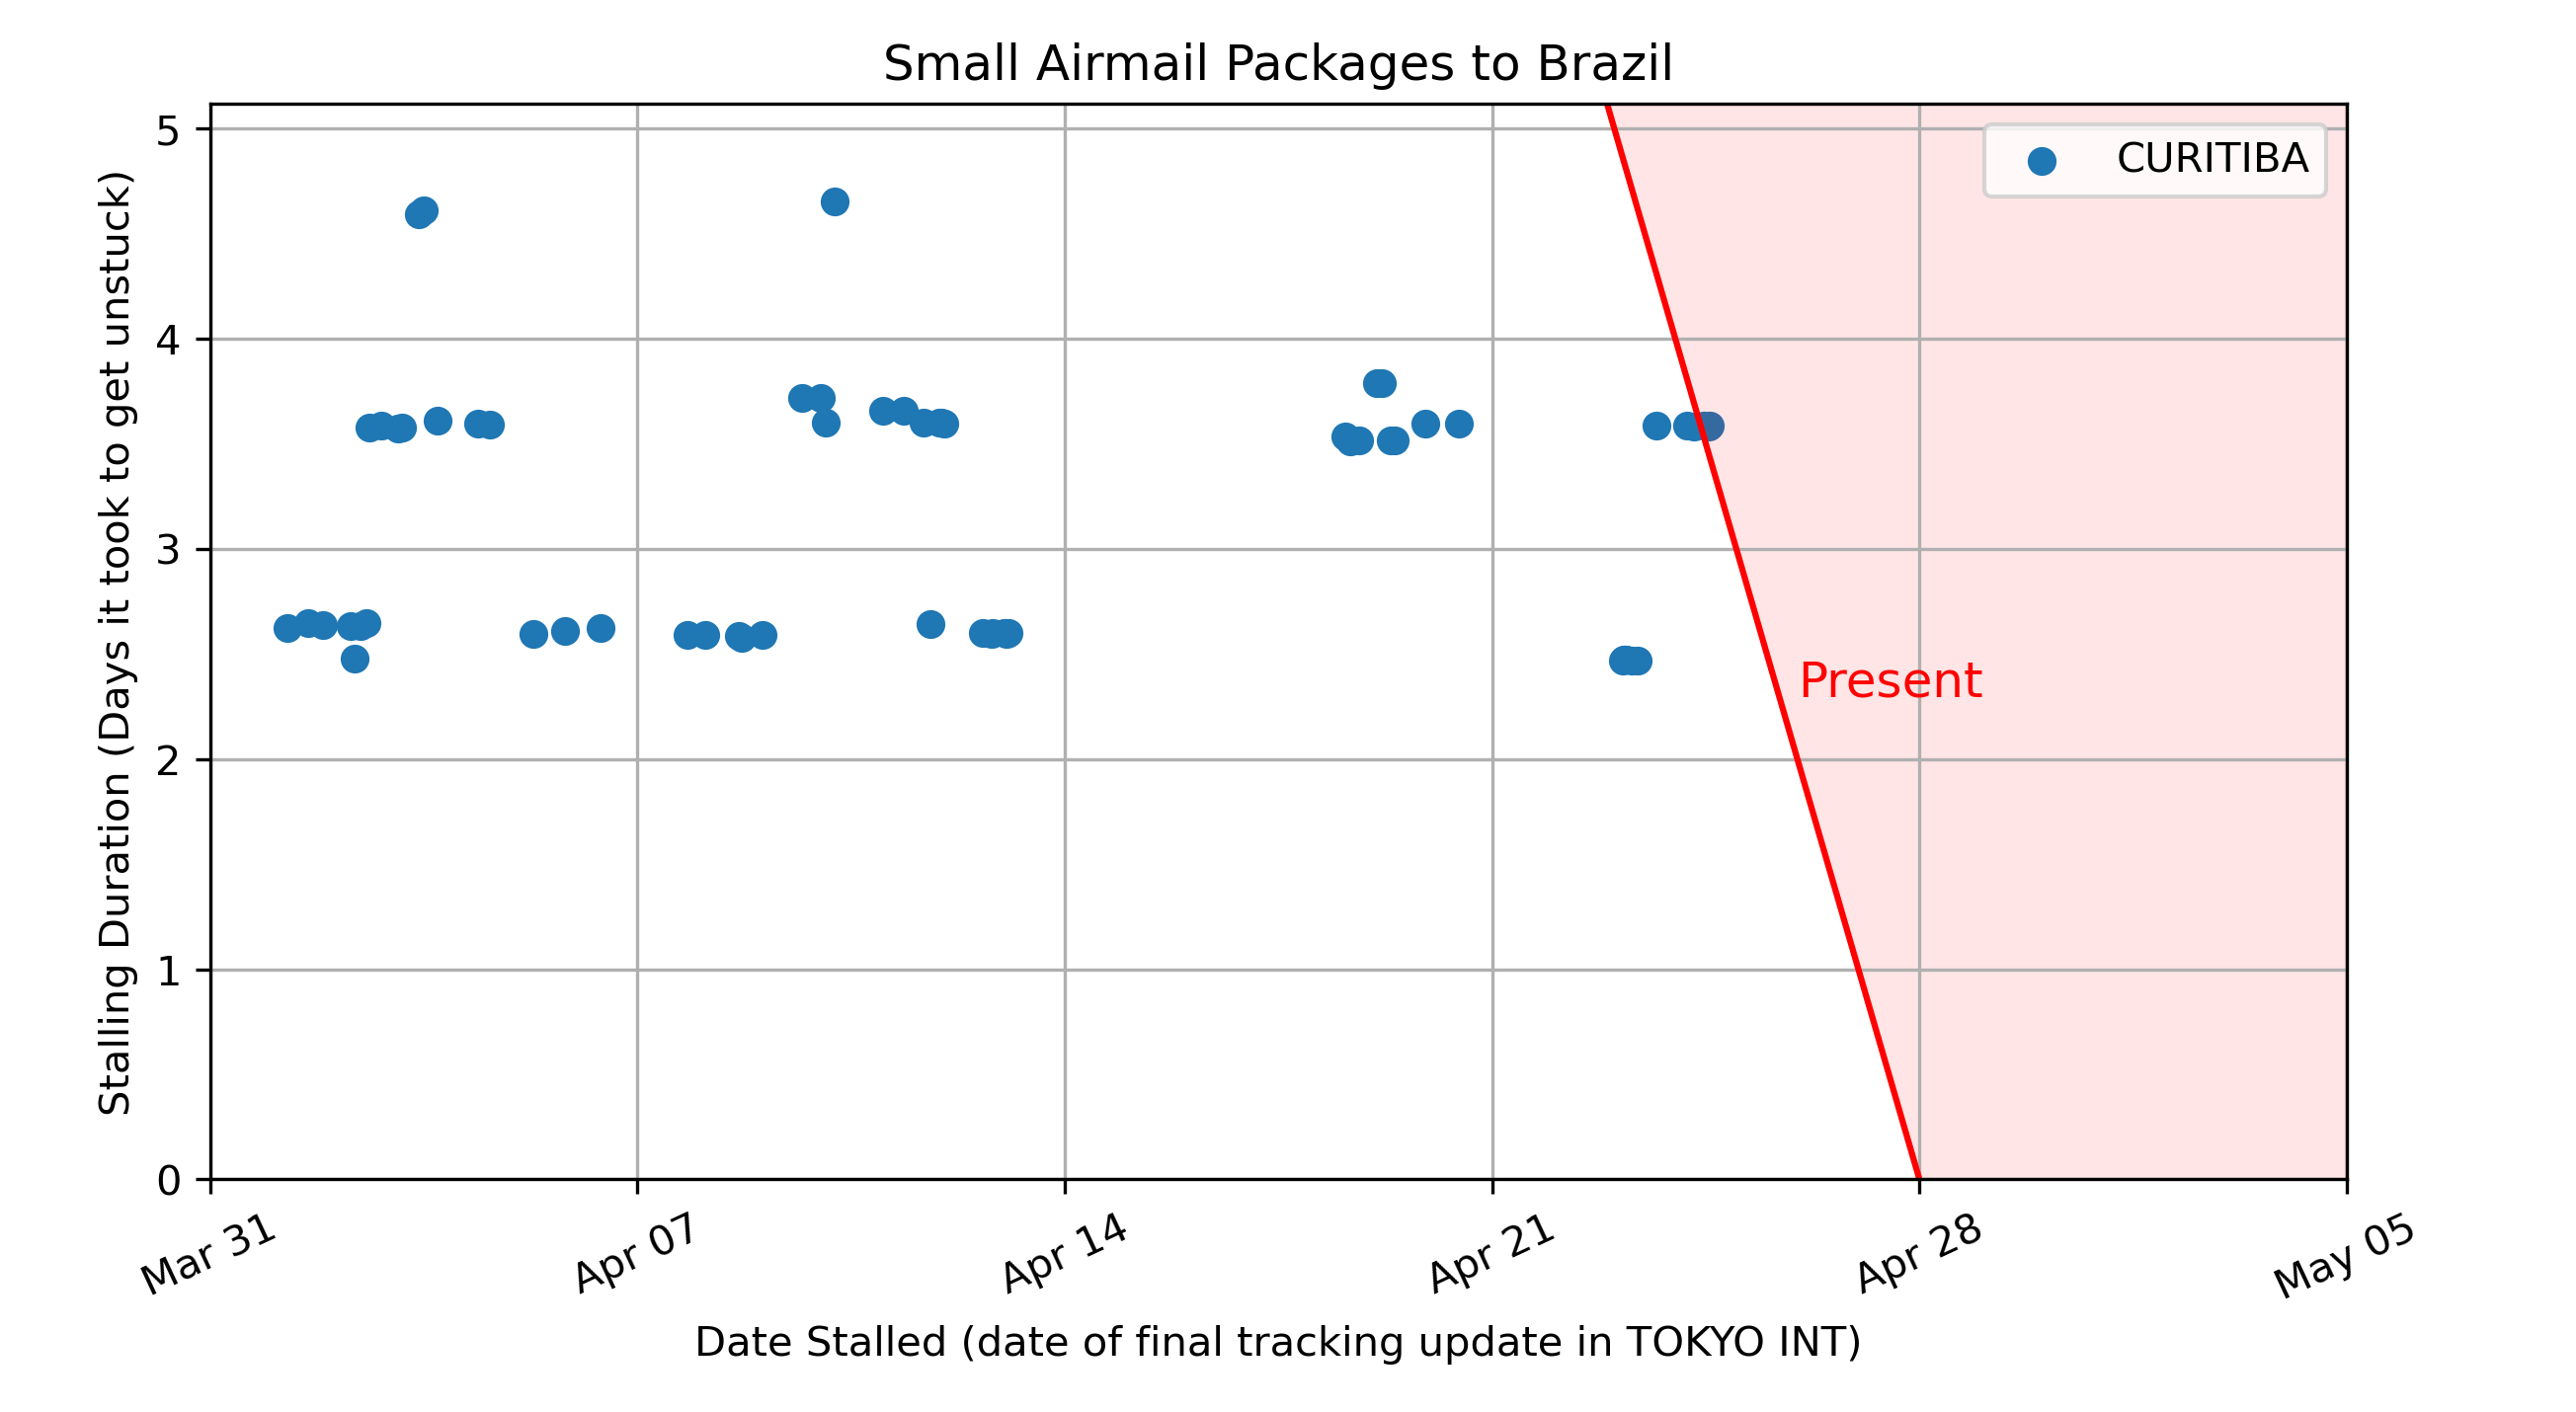 Small Airmail Packages to Brazil
Stalling Duration (Days it took to get unstuck)
5
4
3
2
1
0
CURITIBA
Present
Mar 31
Apr 07
Apr 14
Apr 21
Apr 28
May 05
Date Stalled (date of final tracking update in TOKYO INT)